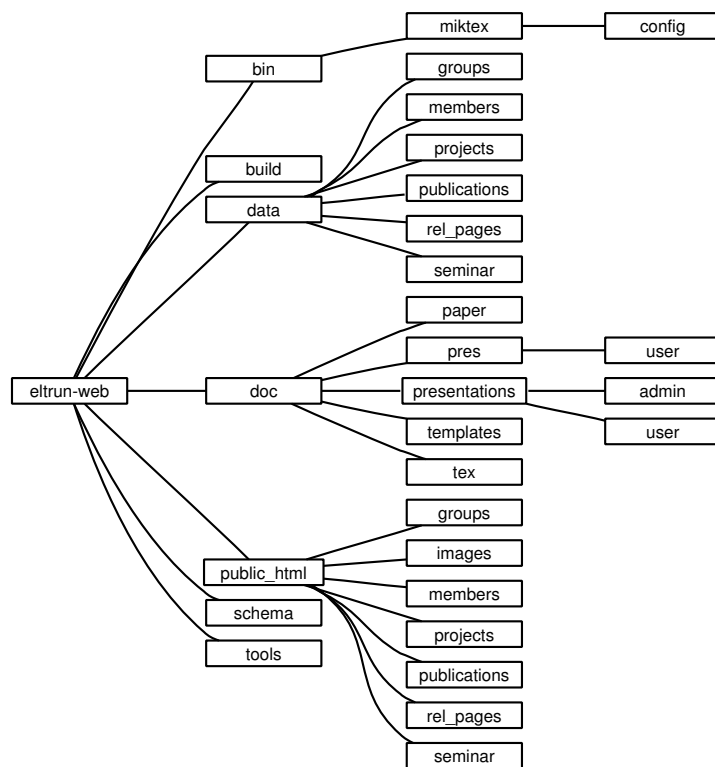 miktex
config
bin
groups
members
projects
build
publications
data
rel_pages
seminar
paper
pres
user
eltrun-web
doc
presentations
admin
templates
user
tex
groups
images
public_html
members
schema
projects
tools
publications
rel_pages
seminar